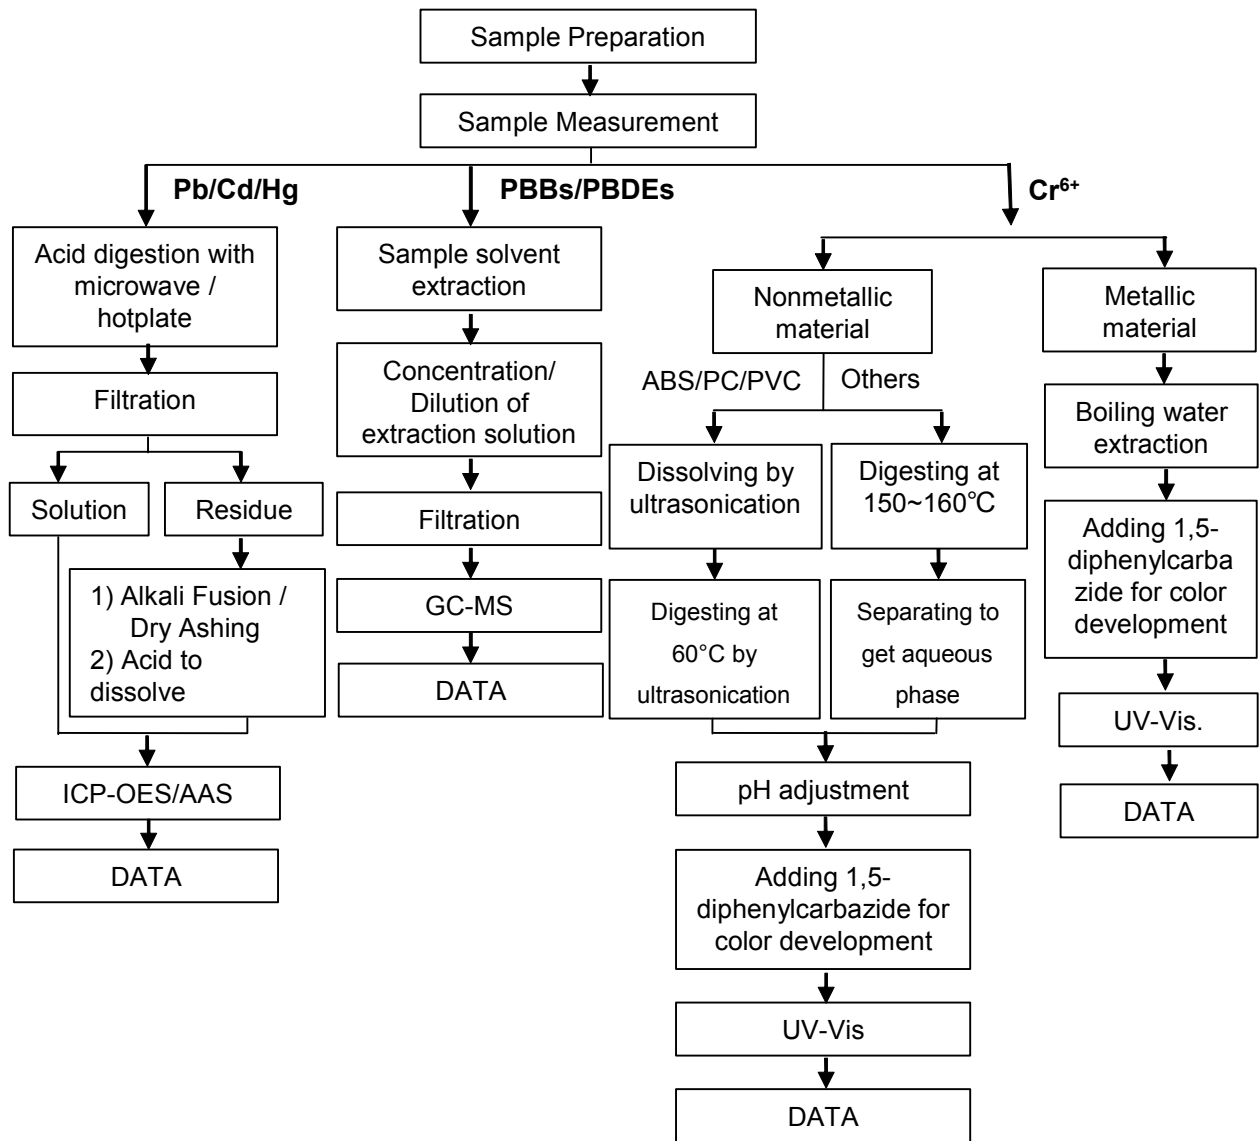 Sample Preparation
Sample Measurement
Pb/Cd/Hg
PBBs/PBDEs
Cr⁶⁺
Acid digestion with
microwave /
hotplate
Filtration
Solution
Residue
1) Alkali Fusion /
Dry Ashing
2) Acid to
dissolve
ICP-OES/AAS
DATA
Sample solvent
extraction
Concentration/
Dilution of
extraction solution
Filtration
GC-MS
DATA
Nonmetallic
material
ABS/PC/PVC
Others
Dissolving by
ultrasonication
Digesting at
60°C by
ultrasonication
Digesting at
150~160℃
Separating to
get aqueous
phase
pH adjustment
Adding 1,5-
diphenylcarbazide for
color development
UV-Vis
DATA
Metallic
material
Boiling water
extraction
Adding 1,5-
diphenylcarba
zide for color
development
UV-Vis.
DATA